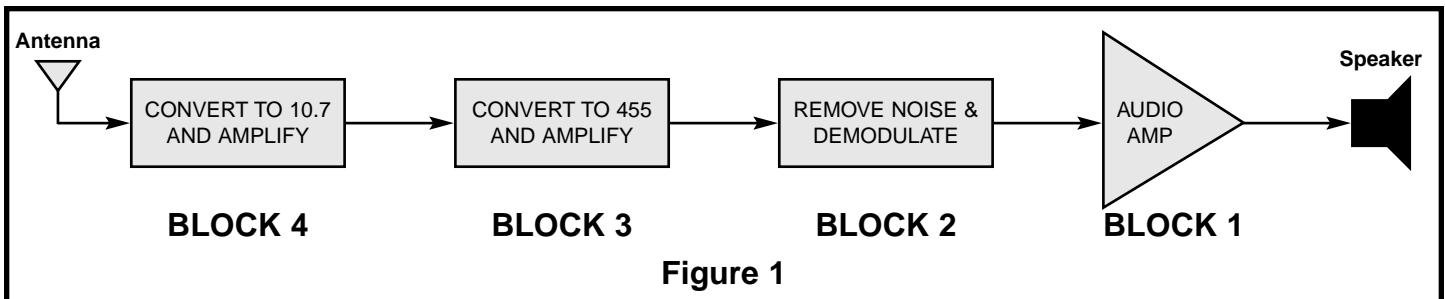 Antenna
CONVERT TO 10.7
AND AMPLIFY
BLOCK 4
CONVERT TO 455
AND AMPLIFY
BLOCK 3
REMOVE NOISE &
DEMODULATE
BLOCK 2
AUDIO
AMP
BLOCK 1
Speaker
Figure 1